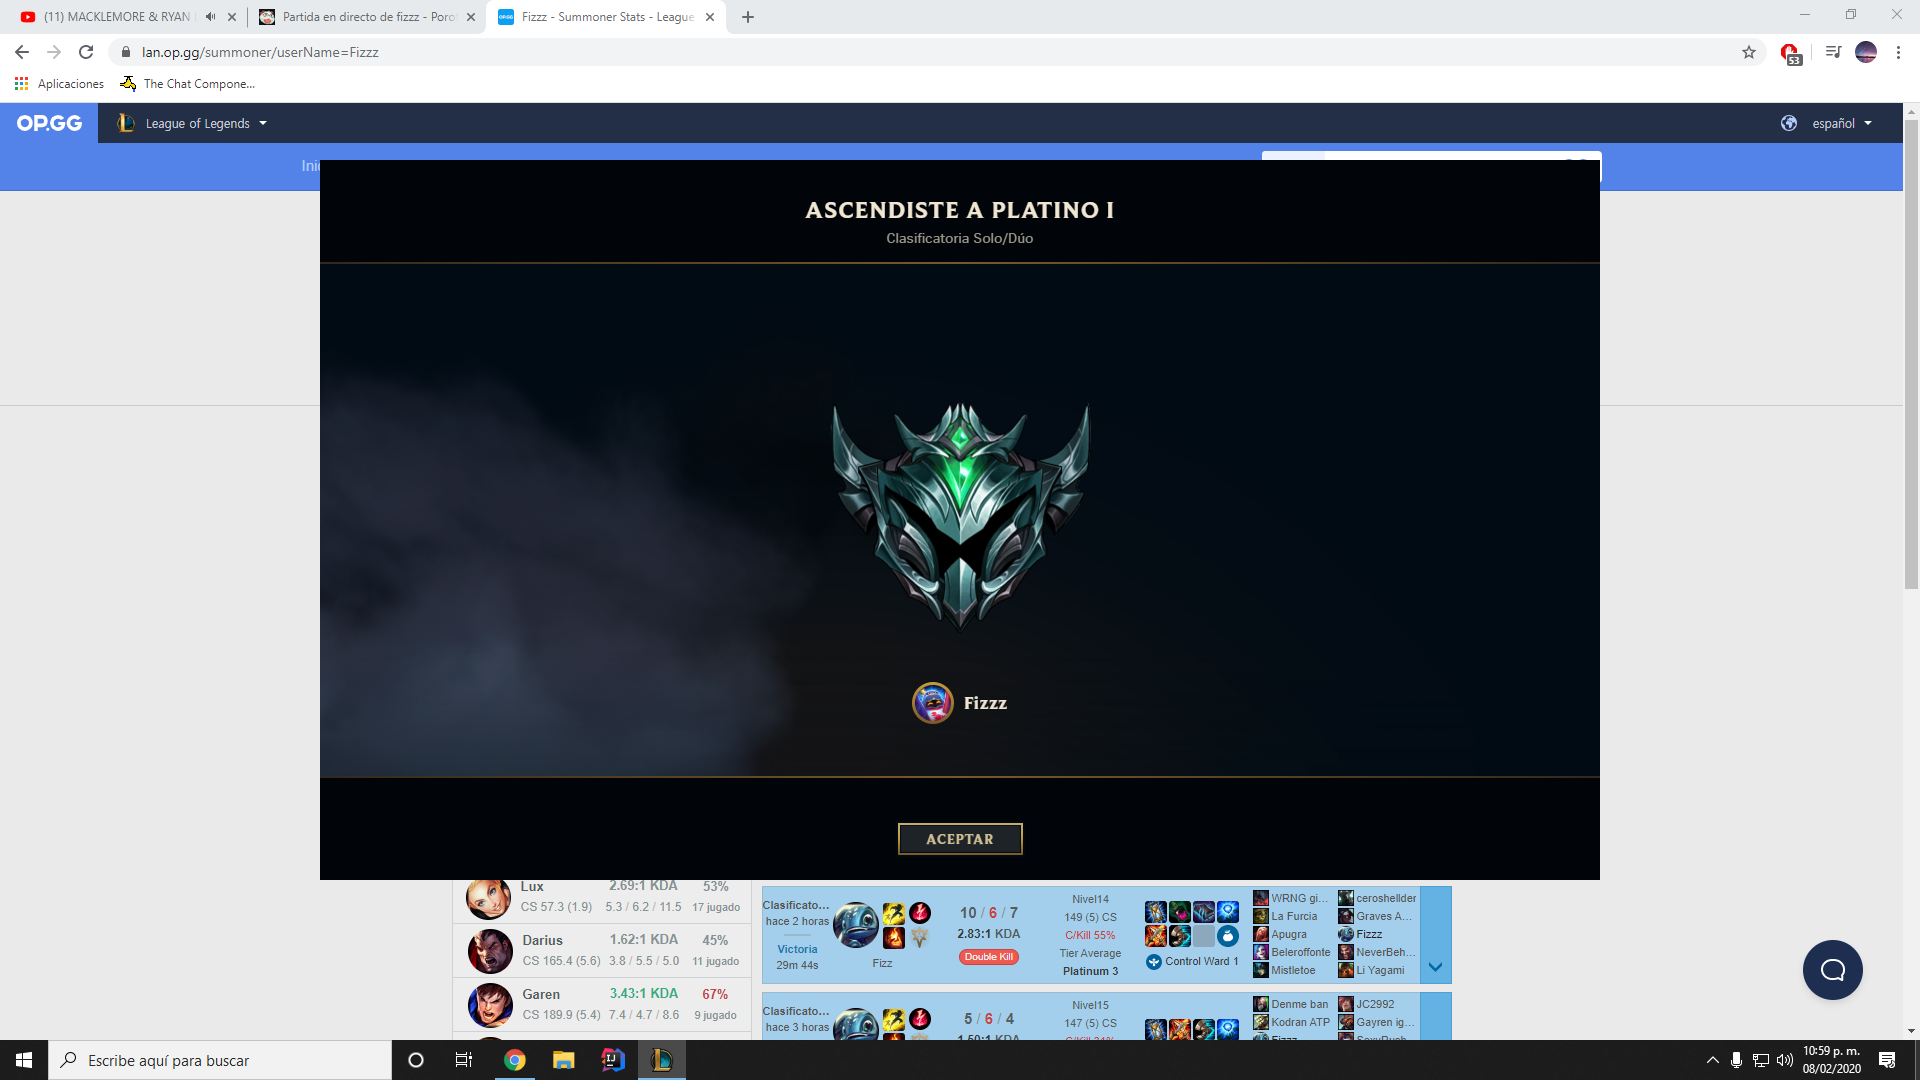 (11) MACKLEMORE & RYAN
Partida en directo de fizzz - Poro
Fizzz - Summoner Stats - League
lan.op.gg/summoner/userName=Fizzz
53
Aplicaciones
The Chat Compone...
OP.GG
League of Legends
español
Ini
ASCENDISTE A PLATINO I
Clasificatoria Solo/Dúo
Fizzz
ACEPTAR
Lux 2.69:1 KDA 53%
CS 57.3 (1.9) 5.3 / 6.2 / 11.5 17 jugado
Darius 1.62:1 KDA 45%
CS 165.4 (5.6) 3.8 / 5.5 / 5.0 11 jugado
Garen 3.43:1 KDA 67%
CS 189.9 (5.4) 7.4 / 4.7 / 8.6 9 jugado
Clasificato...
hace 2 horas
Victoria
29m 44s
Fizz
10 / 6 / 7
2.83:1 KDA
Double Kill
Nivel14
149 (5) CS
C/Kill 55%
Tier Average
Platinum 3
Control Ward 1
WRNG gi...
La Furcia
Apugra
Beleroffonte
Mistletoe
ceroshellder
Graves A...
Fizzz
NeverBeh...
Li Yagami
Clasificato...
hace 3 horas
5 / 6 / 4
1.50:1 KDA
Nivel15
147 (5) CS
Denme ban
Kodran ATP
Fizzz
JC2992
Gayren ig...
Escribe aquí para buscar
10:59 p. m.
08/02/2020